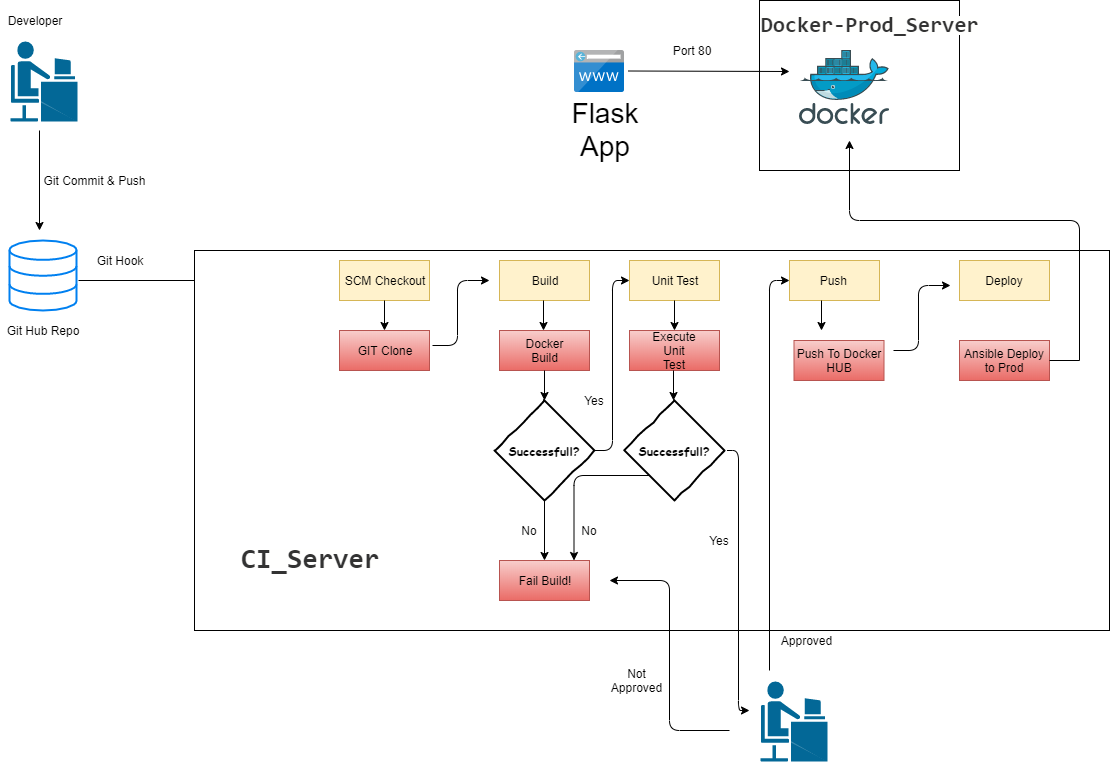 Developer
Docker-Prod_Server
Port 80
www
Flask
App
docker
Git Commit & Push
Git Hook
Git Hub Repo
SCM Checkout
Build
Unit Test
Push
Deploy
GIT Clone
Docker
Build
Execute
Unit
Test
Push To Docker
HUB
Ansible Deploy
to Prod
Yes
Successfull?
Successfull?
No
No
Yes
CI_Server
Fail Build!
Approved
Not
Approved